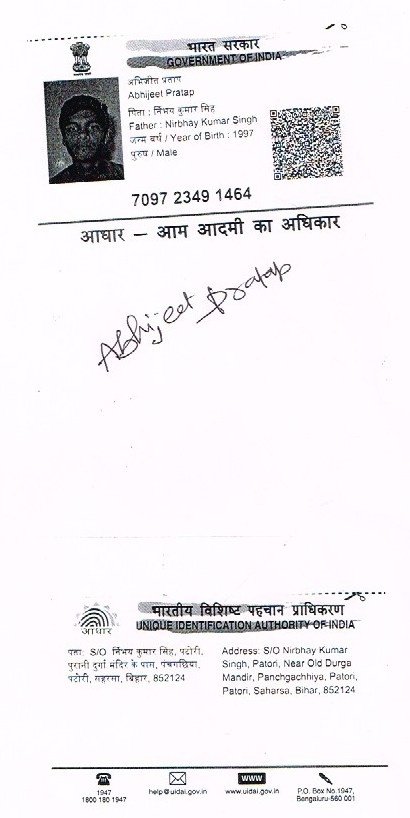 भारत सरकार
GOVERNMENT OF INDIA
अभिजीत प्रताप
Abhijeet Pratap
पिता : र्निभय कुमार सिंह
Father : Nirbhay Kumar Singh
जन्म वर्ष / Year of Birth : 1997
पुरुष / Male
7097 2349 1464
आधार – आम आदमी का अधिकार
Abhijeet Pratap
भारतीय विशिष्ट पहचान प्राधिकरण
UNIQUE IDENTIFICATION AUTHORITY OF INDIA
आधार
पता: S/O र्निभय कुमार सिंह, पटोरी,
पुरानी दुर्गा मंदिर के पास, पंचगछिया,
पटोरी, सहरसा, बिहार, 852124
Address: S/O Nirbhay Kumar
Singh, Patori, Near Old Durga
Mandir, Panchgachhiya, Patori,
Patori, Saharsa, Bihar, 852124
1947
1800 180 1947
help@uidai.gov.in
www
www.uidai.gov.in
P.O. Box No.1947,
Bengaluru-560 001